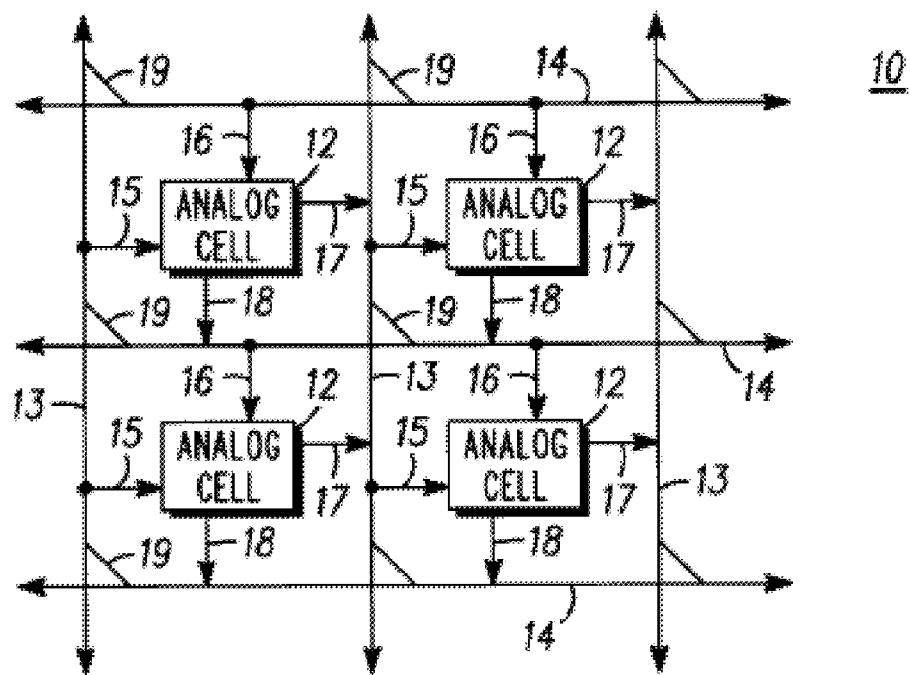 19 19 14 10
16 12 16 12
15 ANALOG CELL 15 ANALOG CELL
17 17
19 18 19 18
16 12 13 16 12 14
13
15 ANALOG CELL 15 ANALOG CELL 13
17 17
19 18 18
14